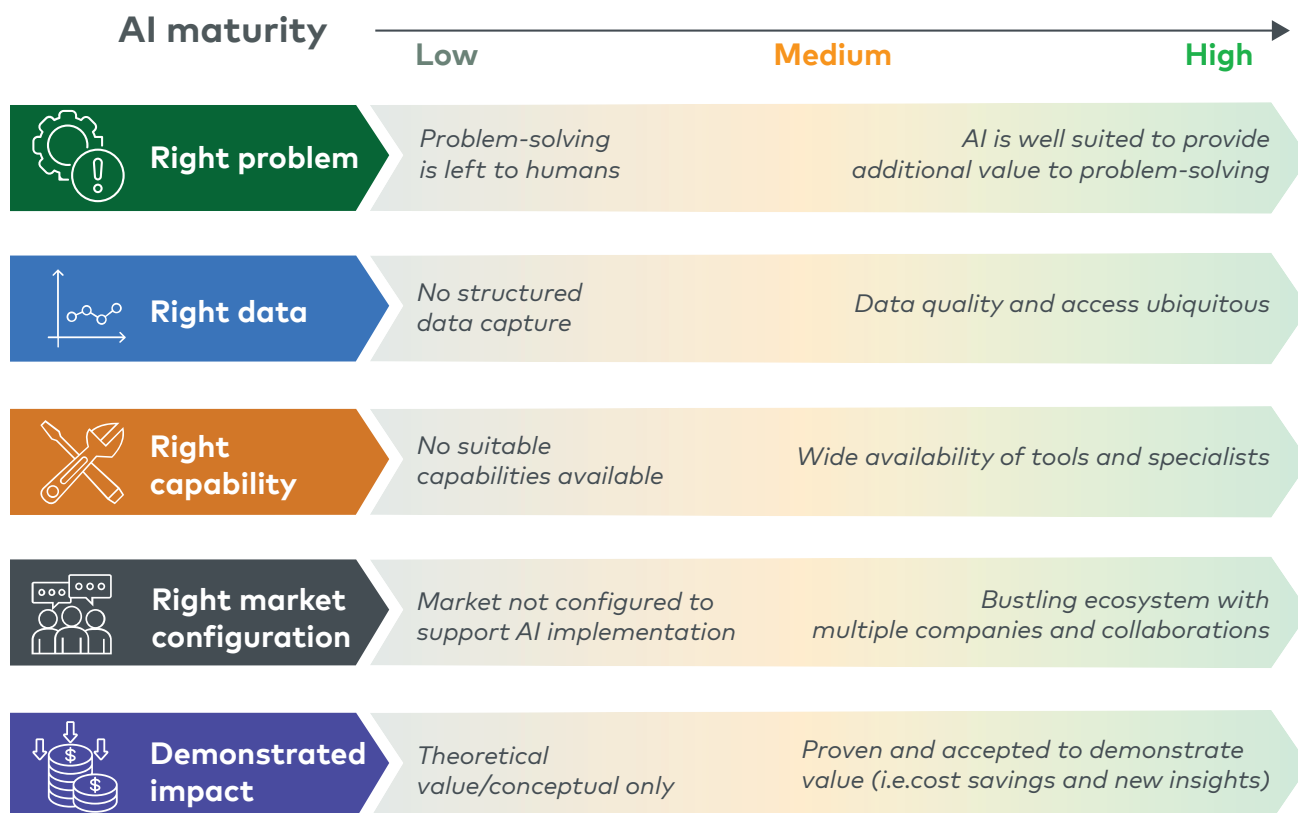 AI maturity
Low
Medium
High
Right problem
Problem-solving
is left to humans
AI is well suited to provide
additional value to problem-solving
Right data
No structured
data capture
Data quality and access ubiquitous
Right
capability
No suitable
capabilities available
Wide availability of tools and specialists
Right market
configuration
Market not configured to
support AI implementation
Bustling ecosystem with
multiple companies and collaborations
Demonstrated
impact
$
$
Theoretical
value/conceptual only
Proven and accepted to demonstrate
value (i.e.cost savings and new insights)